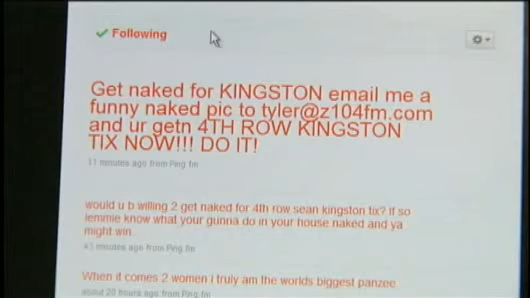 Following
Get naked for KINGSTON email me a
funny naked pic to tyler@z104fm.com
and ur getn 4TH ROW KINGSTON
TIX NOW!!! DO IT!
11 minutes ago from Ping.fm
would u b willing 2 get naked for 4th row sean kingston tix? If so
lemmie know what your gunna do in your house naked and ya
might win.
minutes ago from Ping.fm
When it comes 2 women i truly am the worlds biggest panzee
about 20 hours ago from Ping.fm